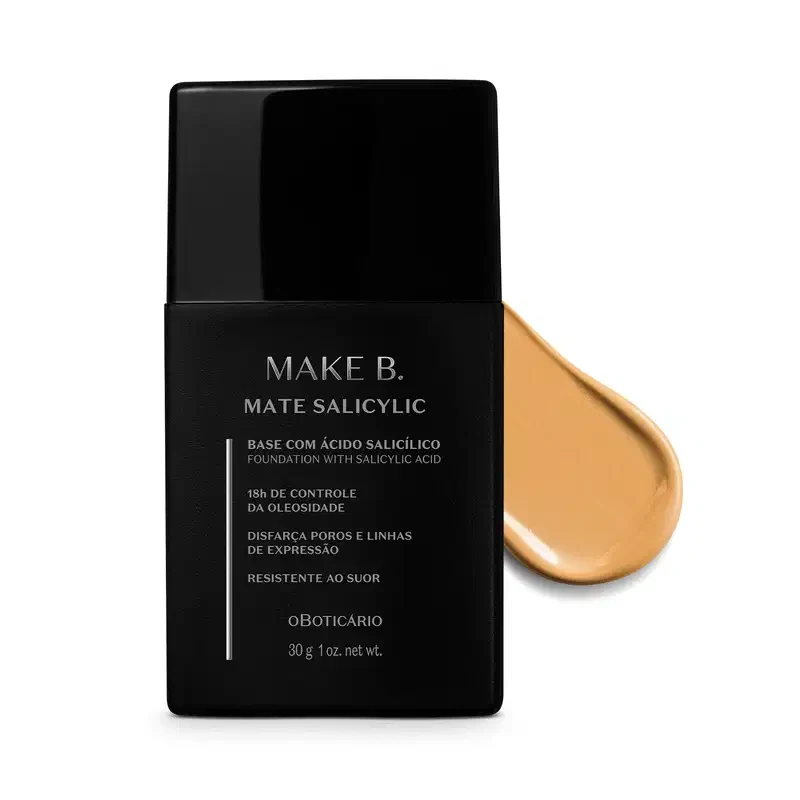 MAKE B.
MATE SALICYLIC
BASE COM ÁCIDO SALICÍLICO
FOUNDATION WITH SALICYLIC ACID
18h DE CONTROLE
DA OLEOSIDADE
DISFARÇA POROS E LINHAS
DE EXPRESSÃO
RESISTENTE AO SUOR
oBOTICÁRIO
30 g 1 oz. net wt.